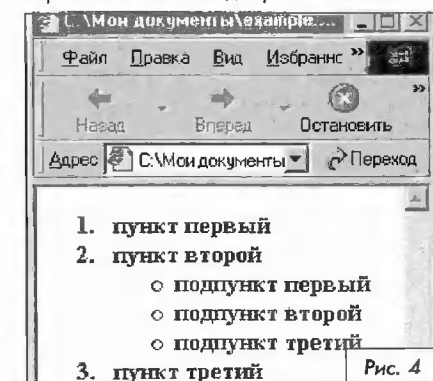 C:\Мои документы\example....
Файл Правка Вид Избраннс »
Назад Вперед Остановить »
Адрес C:\Мои документы Переход
1. пункт первый
2. пункт второй
○ подпункт первый
○ подпункт второй
○ подпункт третий
3. пункт третий
Рис. 4